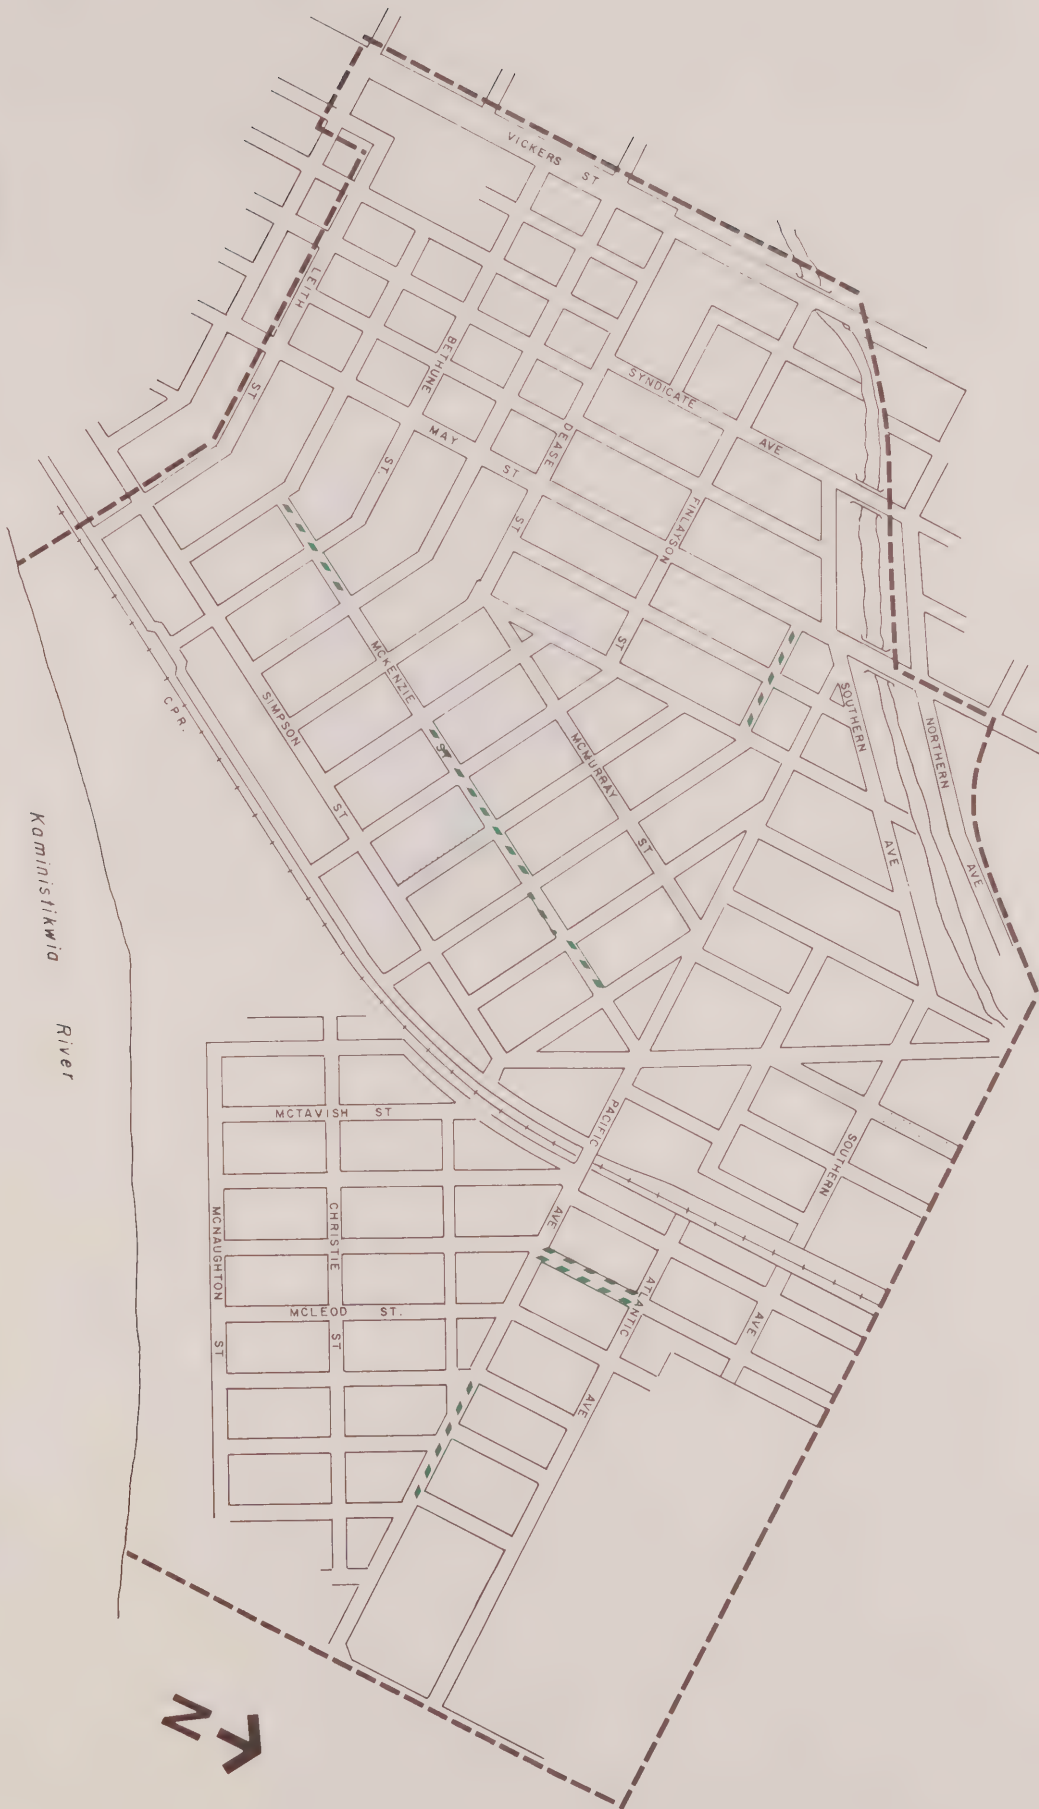 VICKERS ST
LEITH ST
BETHUNE ST.
SYNDICATE AVE
MAY ST
DEASE ST
FINLAYSON ST
MCKENZIE ST
SIMPSON ST
MCMURRAY ST
SOUTHERN AVE
NORTHERN AVE
C.P.R.
Kaministikwia River
PACIFIC AVE
SOUTHERN AVE
ATLANTIC AVE
MCTAVISH ST
CHRISTIE ST
MCNAUGHTON ST
MCLEOD ST.
N